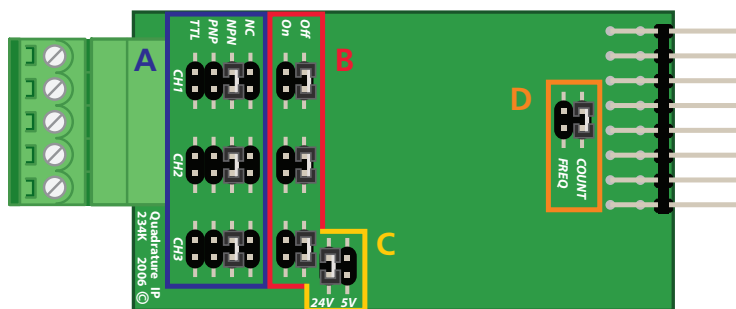 A
TTL PNP NPN NC
On Off
B
CH1
CH2
CH3
D
FREQ COUNT
C
24V 5V
Quadrature IP
234K 2006 ©